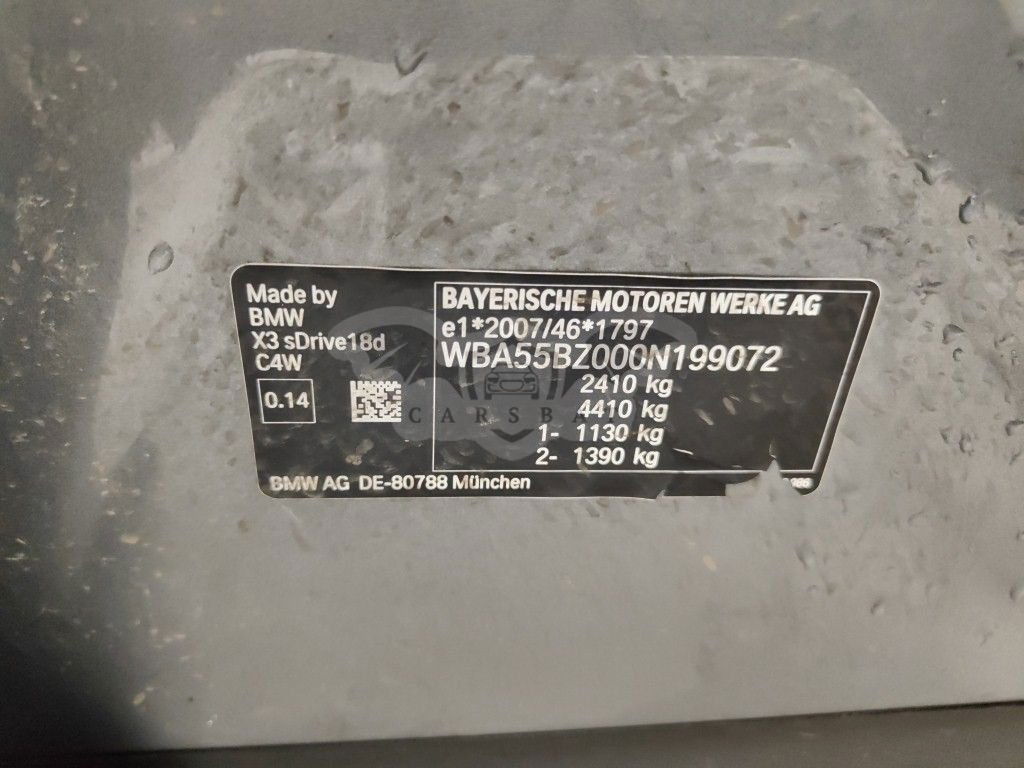 Made by
BMW
X3 sDrive18d
C4W
0.14
BAYERISCHE MOTOREN WERKE AG
e1*2007/46*1797
WBA55BZ000N199072
2410 kg
4410 kg
1- 1130 kg
2- 1390 kg
BMW AG DE-80788 München